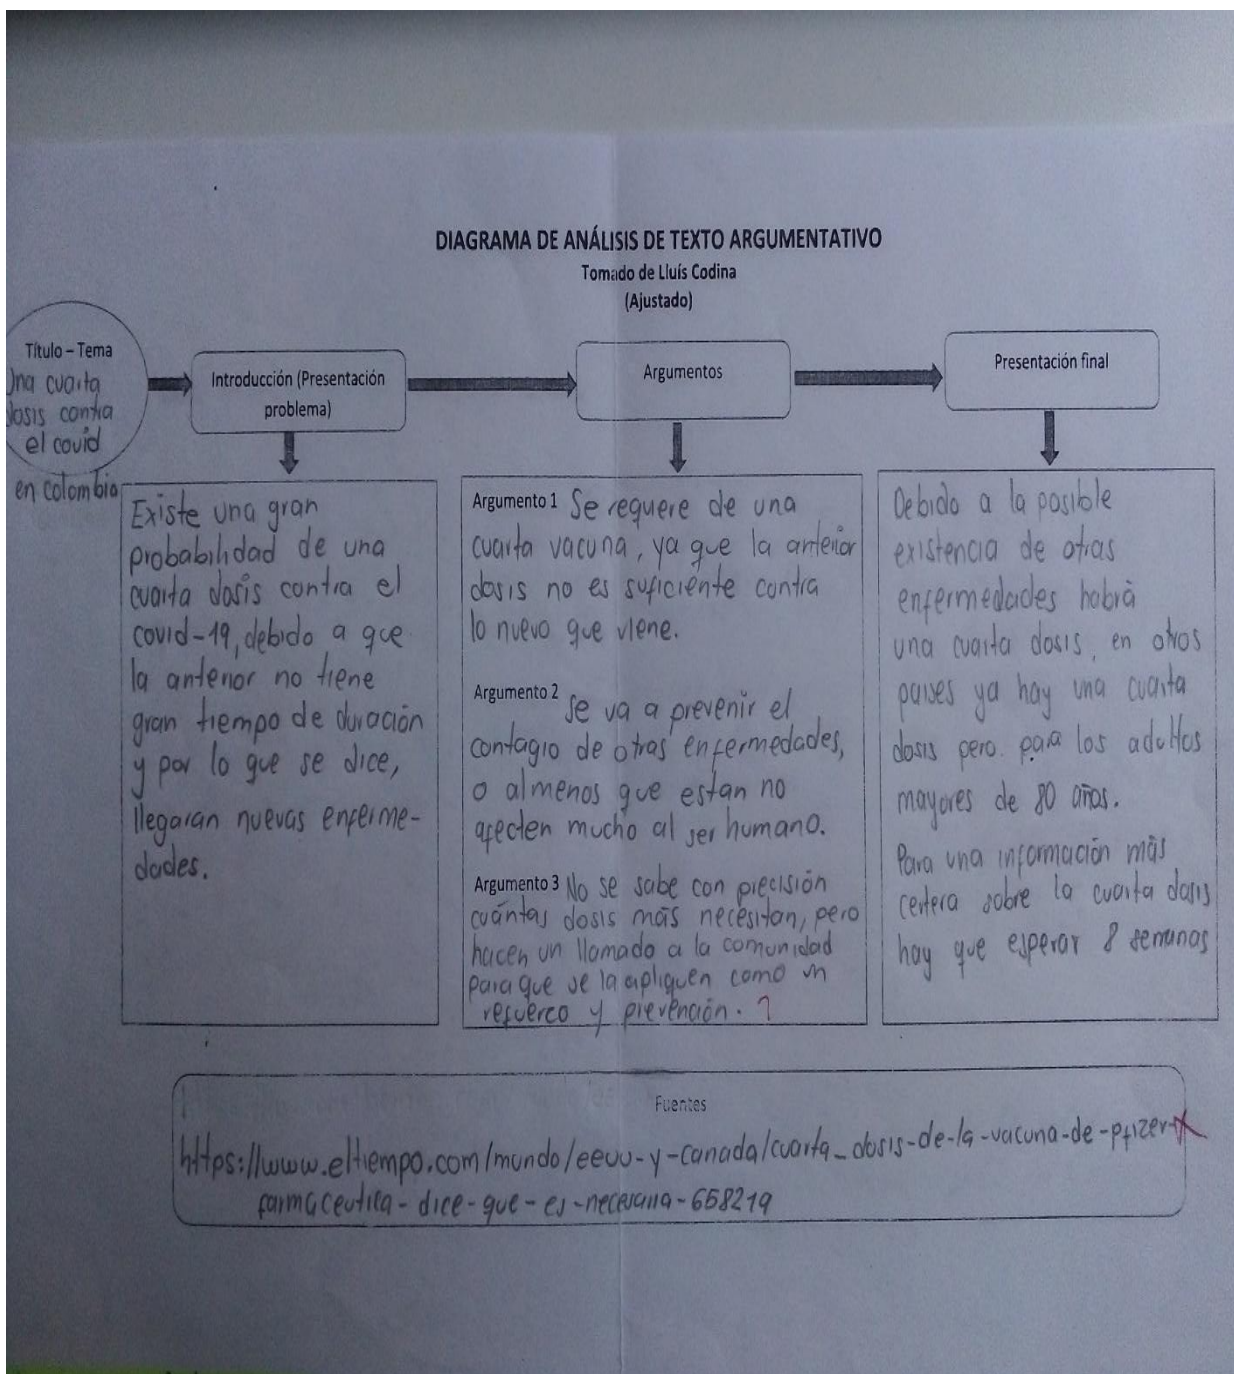 DIAGRAMA DE ANÁLISIS DE TEXTO ARGUMENTATIVO
Tomado de Lluís Codina
(Ajustado)
Título – Tema
Una cuarta
dosis contra
el covid
en colombia
Introducción (Presentación
problema)
Argumentos
Presentación final
Existe una gran
probabilidad de una
cuarta dosis contra el
covid-19, debido a que
la anterior no tiene
gran tiempo de duración
y por lo que se dice,
llegaran nuevas enferme-
dades.
Argumento 1 Se requere de una
cuarta vacuna, ya que la anterior
dosis no es suficiente contra
lo nuevo que viene.
Argumento 2 Se va a prevenir el
contagio de otras enfermedades,
o almenos que estan no
afecten mucho al ser humano.
Argumento 3 No se sabe con precisión
cuántas dosis más necesitan, pero
hacen un llamado a la comunidad
para que se la apliquen como un
refuerco y prevención. ?
Debido a la posible
existencia de otras
enfermedades habrá
una cuarta dosis, en otros
paises ya hay una cuarta
dosis pero. para los adultos
mayores de 80 años.
Para una información más
certera sobre la cuarta dosis
hay que esperar 8 semanas
Fuentes
https://www.eltiempo.com/mundo/eeuu-y-canada/cuarta_dosis-de-la-vacuna-de-pfizer-
farmaceutica-dice-que-es-necesaria-658219